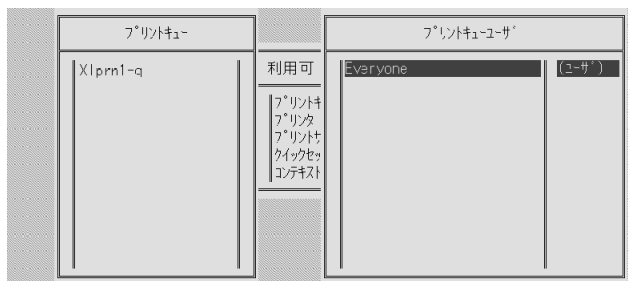 プリントキュー
Xlprn1-q
利用可
プリントキ
プリンタ
プリントサ
クイックセッ
コンテキスト
プリントキューユーザ
Everyone
(ユーザ)